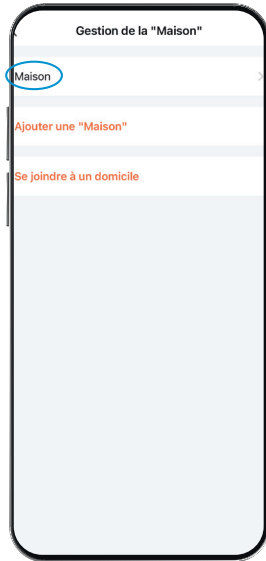 Gestion de la "Maison"
Maison
Ajouter une "Maison"
Se joindre à un domicile